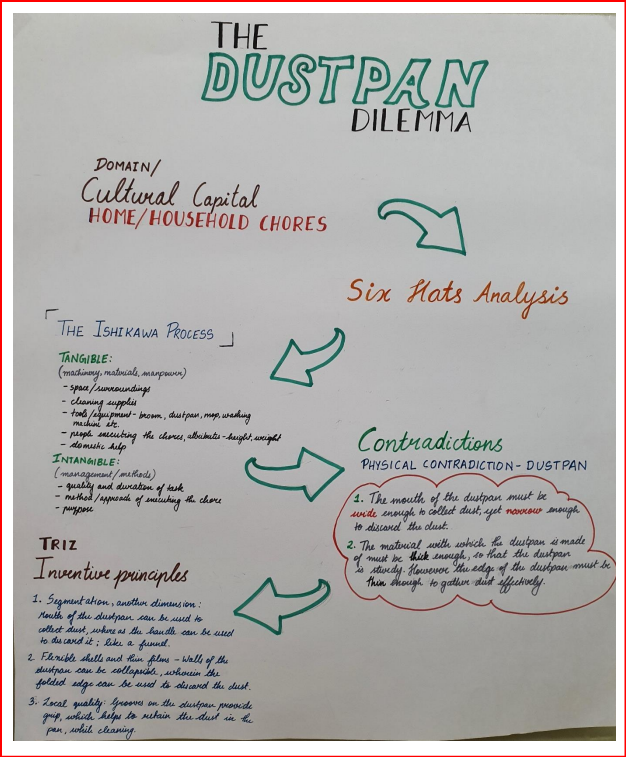 THE
DUSTPAN
DILEMMA
DOMAIN/
Cultural Capital
HOME/HOUSEHOLD CHORES
Six Hats Analysis
THE ISHIKAWA PROCESS
TANGIBLE:
(machinery, materials, manpower)
- space/surroundings
- cleaning supplies
- tools/equipment - broom, dustpan, mop, washing
machine etc.
- people executing the chores, attributes-height, weight
- domestic help
INTANGIBLE:
(management/methods)
- quality and duration of task
- method/approach of executing the chore
- purpose
Contradictions
PHYSICAL CONTRADICTION - DUSTPAN
1. The mouth of the dustpan must be
wide enough to collect dust, yet narrow enough
to discard the dust.
2. The material with which the dustpan is made
of must be thick enough, so that the dustpan
is sturdy. However the edge of the dustpan must be
thin enough to gather dust effectively.
TRIZ
Inventive principles
1. Segmentation, another dimension:
Mouth of the dustpan can be used to
collect dust, where as the handle can be used
to discard it; like a funnel.
2. Flexible shells and thin films - Walls of the
dustpan can be collapsible, wherein the
folded edge can be used to discard the dust.
3. Local quality: Grooves on the dustpan provide
grip, which helps to retain the dust in the
pan, while cleaning.